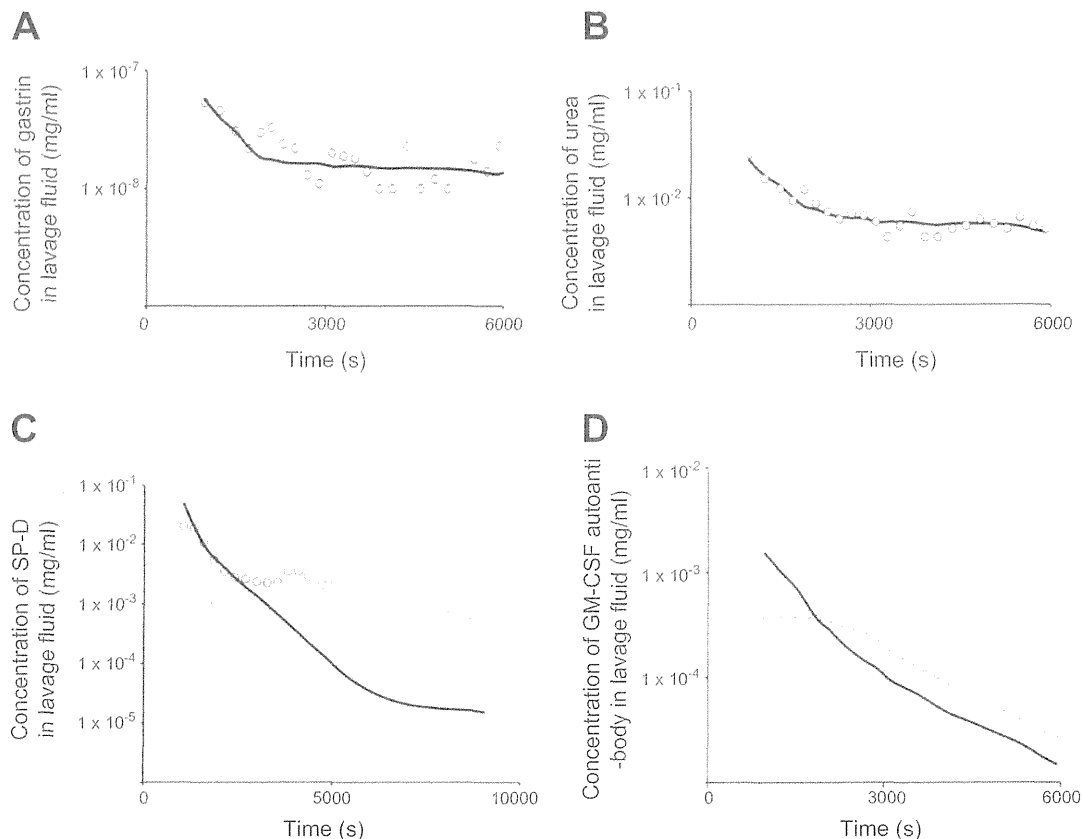 A
Concentration of gastrin
in lavage fluid (mg/ml)
1 x 10-7
1 x 10-8
0
3000
6000
Time (s)
B
Concentration of urea
in lavage fluid (mg/ml)
1 x 10-1
1 x 10-2
0
3000
6000
Time (s)
C
Concentration of SP-D
in lavage fluid (mg/ml)
1 x 10-1
1 x 10-2
1 x 10-3
1 x 10-4
1 x 10-5
0
5000
10000
Time (s)
D
Concentration of GM-CSF autoanti
-body in lavage fluid (mg/ml)
1 x 10-2
1 x 10-3
1 x 10-4
0
3000
6000
Time (s)